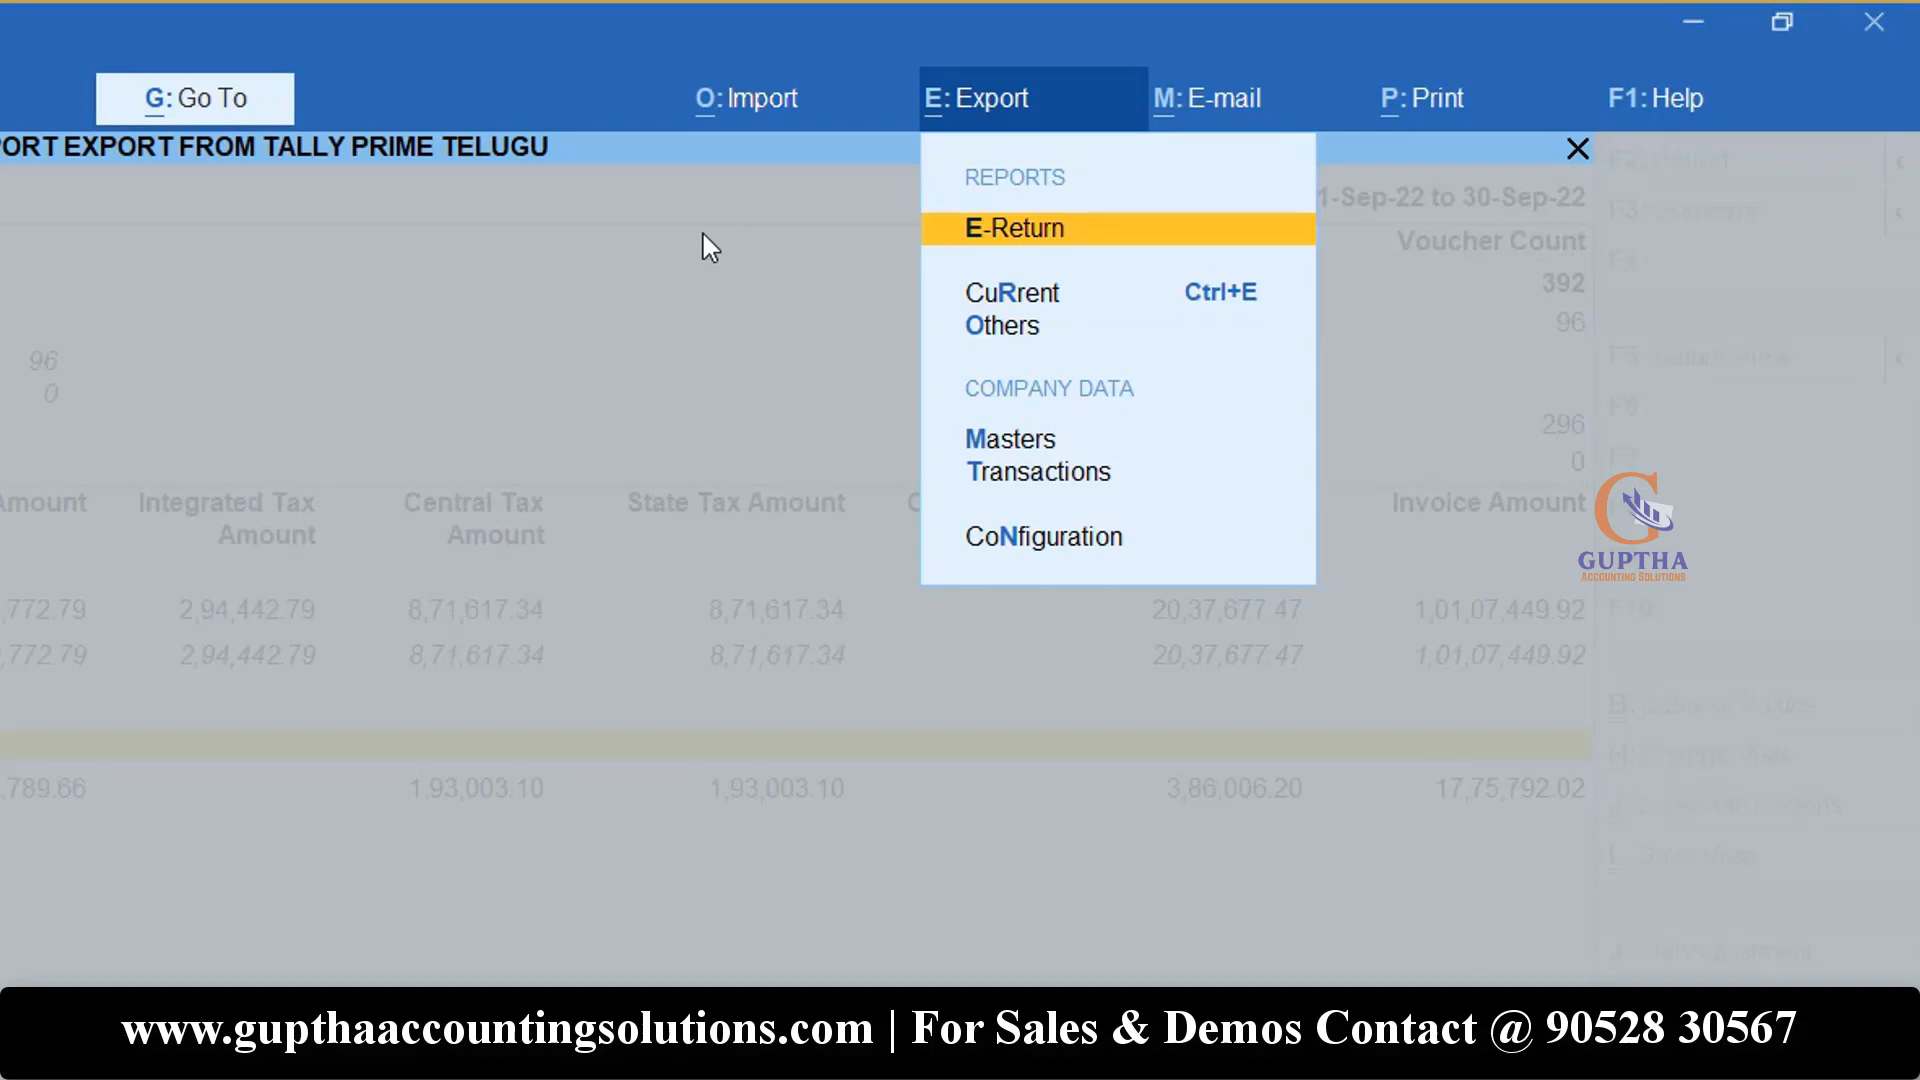 G: Go To
O: Import
E: Export
M: E-mail
P: Print
F1: Help
ORT EXPORT FROM TALLY PRIME TELUGU
REPORTS
E-Return
CuRrent Ctrl+E
Others
COMPANY DATA
Masters
Transactions
CoNfiguration
1-Sep-22 to 30-Sep-22
Voucher Count
392
96
96
0
296
0
Amount Integrated Tax Amount Central Tax Amount State Tax Amount C Invoice Amount
,772.79 2,94,442.79 8,71,617.34 8,71,617.34 20,37,677.47 1,01,07,449.92
,772.79 2,94,442.79 8,71,617.34 8,71,617.34 20,37,677.47 1,01,07,449.92
,789.66 1,93,003.10 1,93,003.10 3,86,006.20 17,75,792.02
F10
GUPTHA
ACCOUNTING SOLUTIONS
www.gupthaaccountingsolutions.com | For Sales & Demos Contact @ 90528 30567